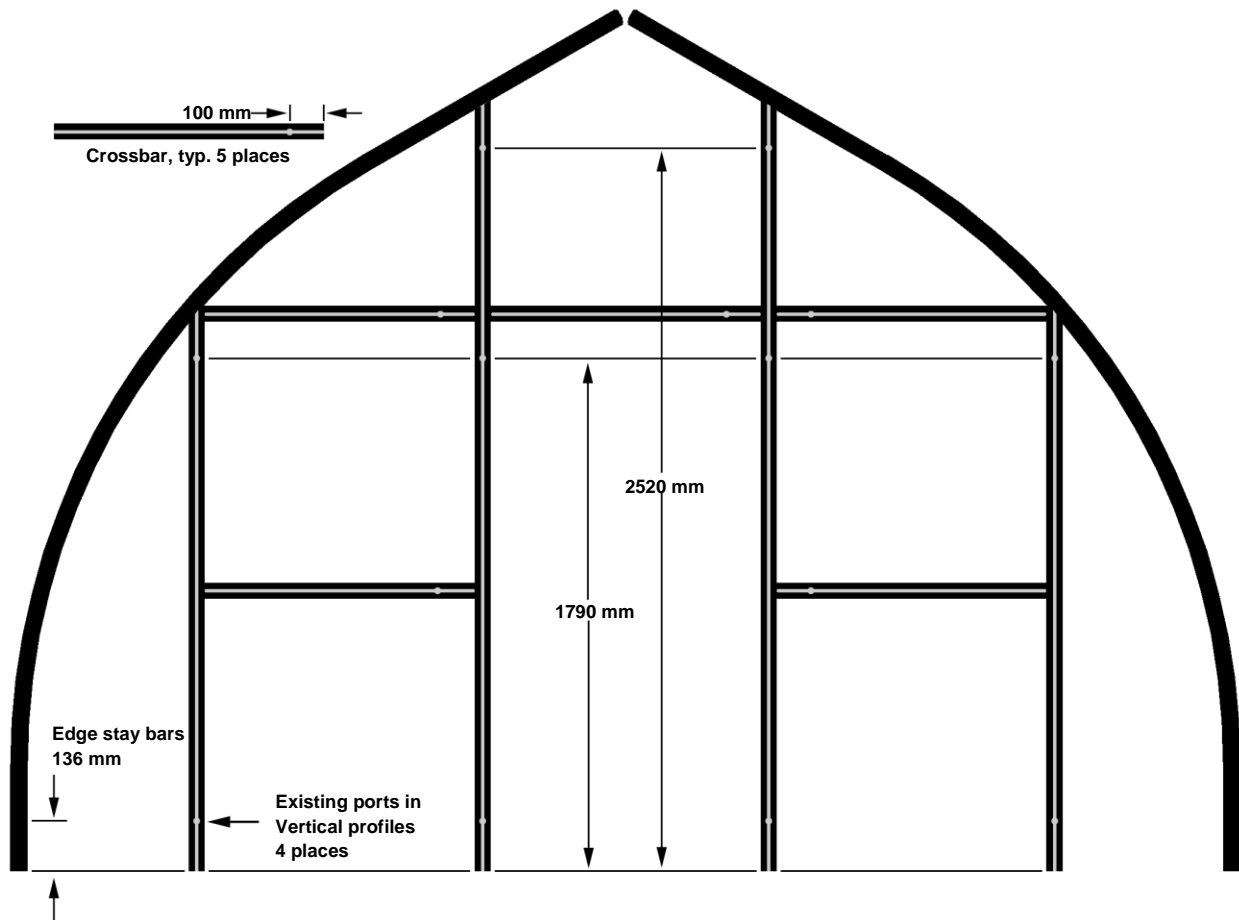 100 mm
Crossbar, typ. 5 places
2520 mm
1790 mm
Edge stay bars
136 mm
Existing ports in
Vertical profiles
4 places